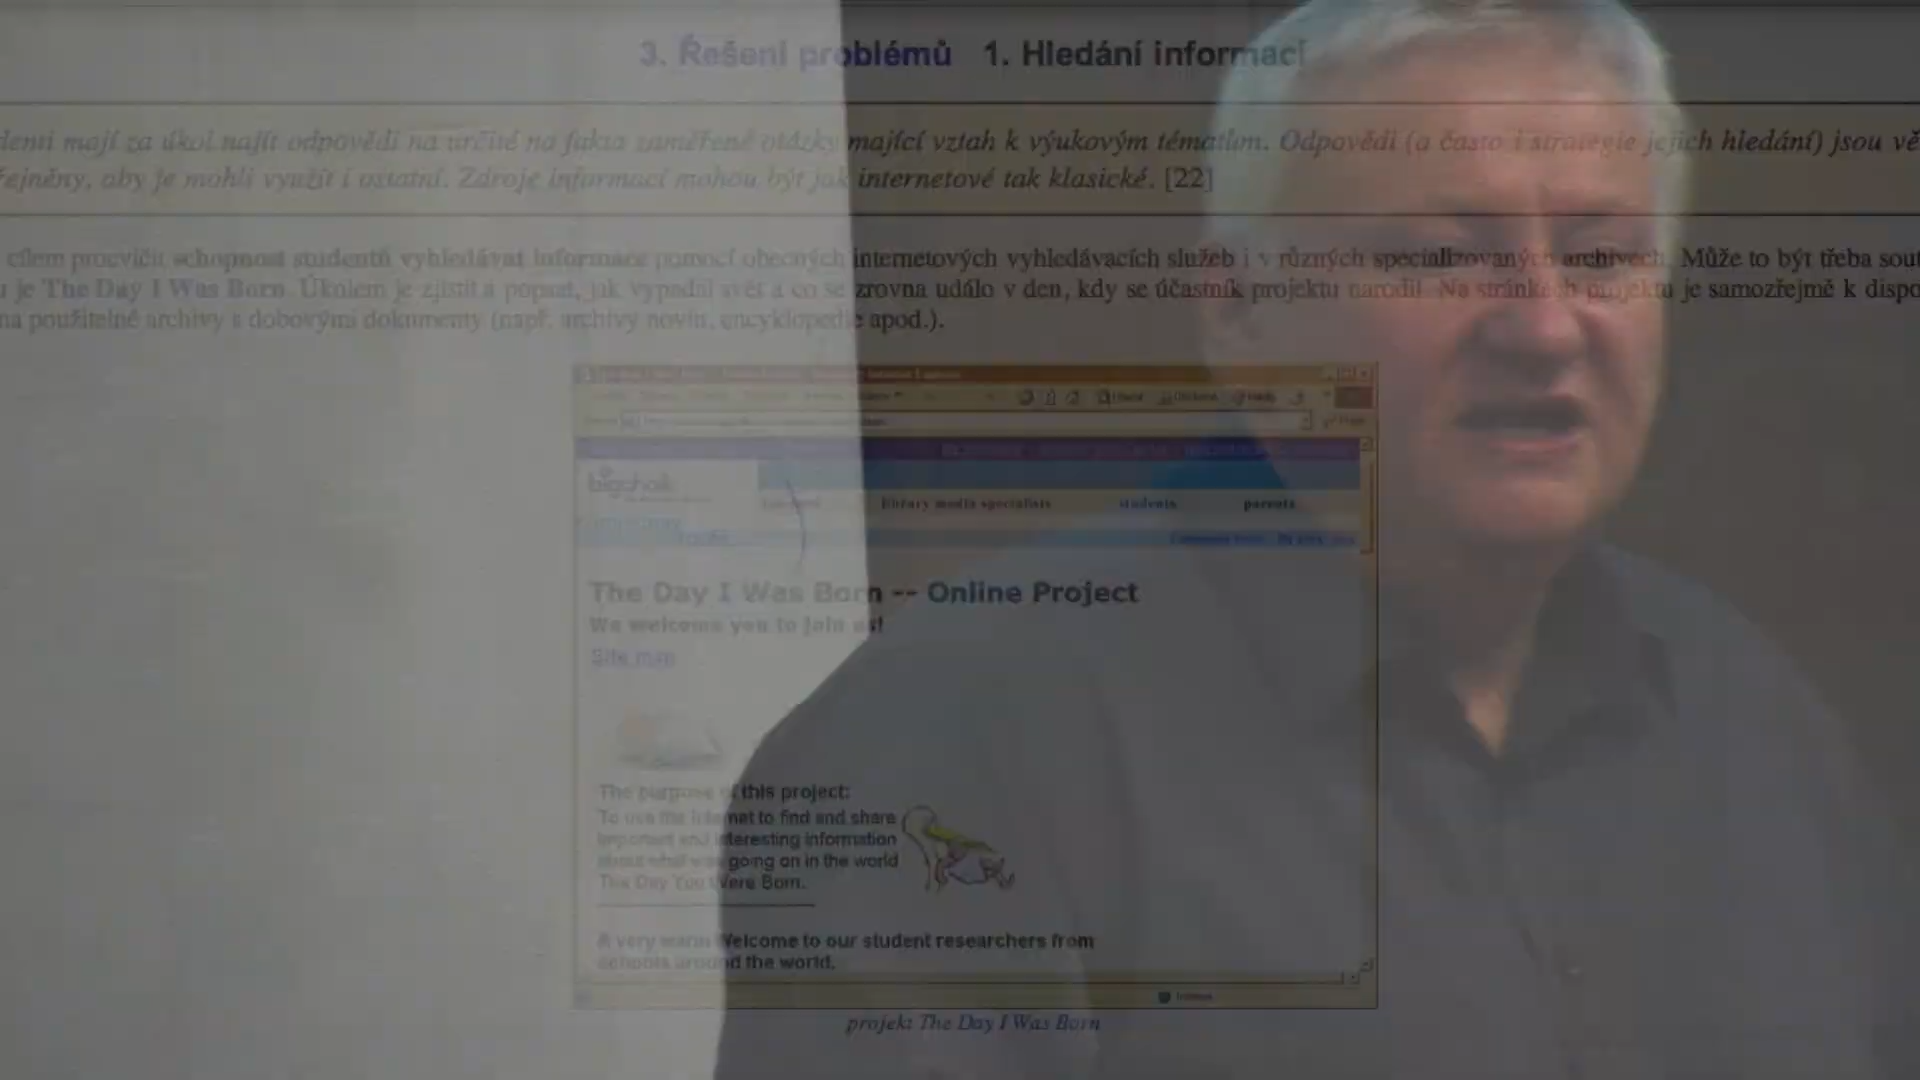 3. Řešení problémů 1. Hledání informací
denti mají za úkol najít odpovědi na určité na fakta zaměřené otázky mající vztah k výukovým tématům. Odpovědi (a často i strategie jejich hledání) jsou vě
řejněny, aby je mohli využít i ostatní. Zdroje informací mohou být jak internetové tak klasické. [22]
cílem procvičit schopnost studentů vyhledávat informace pomocí obecných internetových vyhledávacích služeb i v různých specializovaných archivech. Může to být třeba sout
u je The Day I Was Born. Úkolem je zjistit a popsat, jak vypadal svět a co se zrovna událo v den, kdy se účastník projektu narodil. Na stránkách projektu je samozřejmě k dispo
na použitelné archivy s dobovými dokumenty (např. archivy novin, encyklopedie apod.).
bigchalk
library media specialists students parents
The Day I Was Born -- Online Project
We welcome you to join us!
Site map
The purpose of this project:
To use the Internet to find and share
important and interesting information
about what was going on in the world
The Day You Were Born.
A very warm Welcome to our student researchers from
schools around the world.
projekt The Day I Was Born